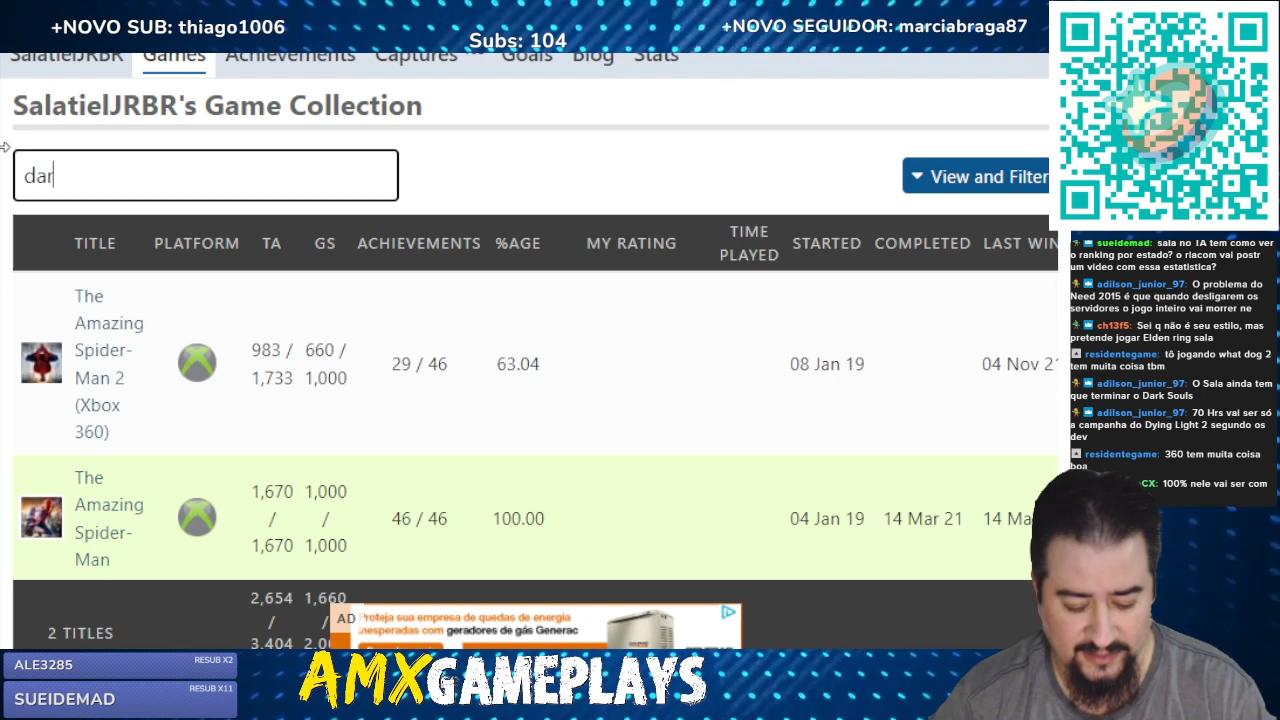 +NOVO SUB: thiago1006
Subs: 104
+NOVO SEGUIDOR: marciabraga87
SalatielJRBR Games Achievements Captures Goals Blog Stats
SalatielJRBR's Game Collection
dar
View and Filter
TITLE PLATFORM TA GS ACHIEVEMENTS %AGE MY RATING TIME PLAYED STARTED COMPLETED LAST WIN
The
Amazing
Spider-
Man 2
(Xbox
360)
983 /
1,733
660 /
1,000
29 / 46
63.04
08 Jan 19
04 Nov 21
The
Amazing
Spider-
Man
1,670
/
1,670
1,000
/
1,000
46 / 46
100.00
04 Jan 19
14 Mar 21
14 Ma
2 TITLES
2,654
/
3,404
1,660
/
AD
Proteja sua empresa de quedas de energia
inesperadas com geradores de gás Generac
sueidemad: sala no IA tem como ver
o ranking por estado? o riacom vai postr
um video com essa estatistica?
adilson_junior_97: O problema do
Need 2015 é que quando desligarem os
servidores o jogo inteiro vai morrer ne
ch13f5: Sei q não é seu estilo, mas
pretende jogar Elden ring sala
residentegame: tô jogando what dog 2
tem muita coisa tbm
adilson_junior_97: O Sala ainda tem
que terminar o Dark Souls
adilson_junior_97: 70 Hrs vai ser só
a campanha do Dying Light 2 segundo os
dev
residentegame: 360 tem muita coisa
boa
CX: 100% nele vai ser com
ALE3285 RESUB X2
SUEIDEMAD RESUB X11
AMXGAMEPLAYS